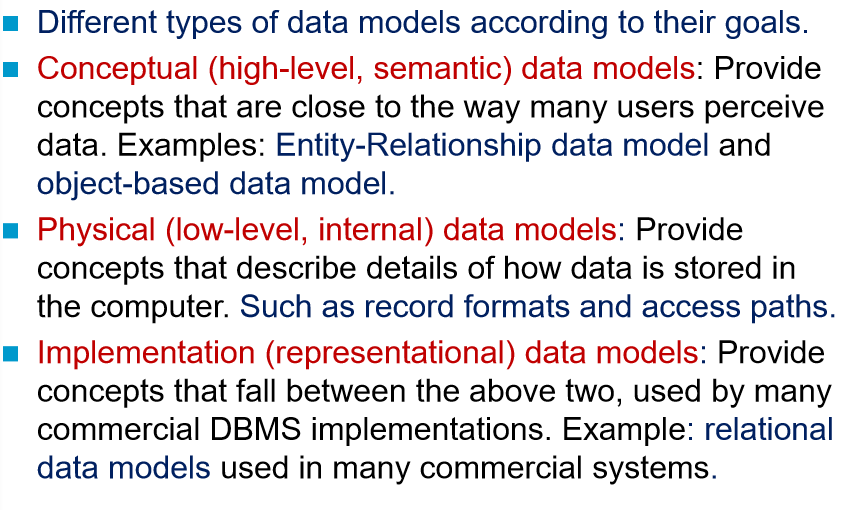 Different types of data models according to their goals.
Conceptual (high-level, semantic) data models: Provide
concepts that are close to the way many users perceive
data. Examples: Entity-Relationship data model and
object-based data model.
Physical (low-level, internal) data models: Provide
concepts that describe details of how data is stored in
the computer. Such as record formats and access paths.
Implementation (representational) data models: Provide
concepts that fall between the above two, used by many
commercial DBMS implementations. Example: relational
data models used in many commercial systems.